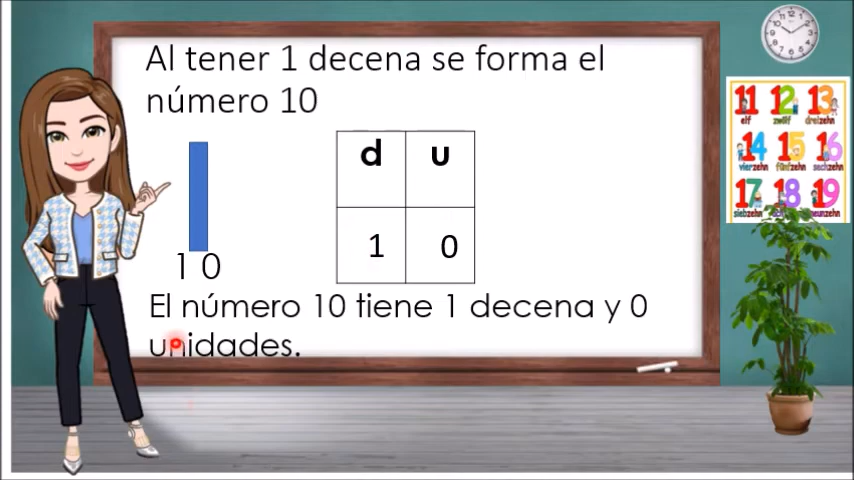 Al tener 1 decena se forma el
número 10
d u
1 0
1 0
El número 10 tiene 1 decena y 0
unidades.
11 12 13
elf zwölf dreizehn
14 15 16
vierzehn fünfzehn sechzehn
17 18 19
siebzehn